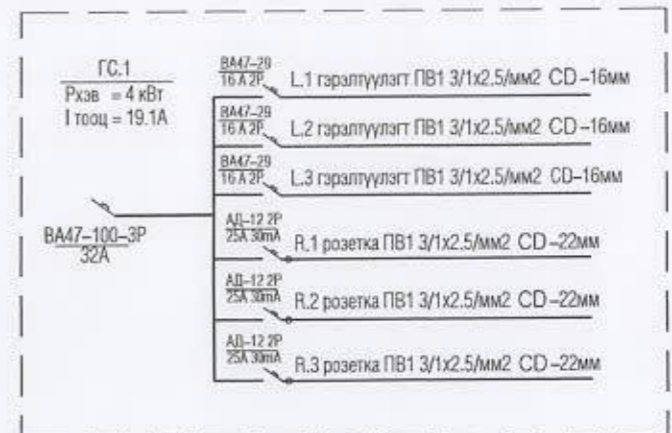 ГС.1
Рхэв = 4 кВт
I тооц = 19.1А
ВА47-100-3Р
32А
ВА47-29
16 А 2Р
L.1 гэрэлтүүлэгт ПВ1 3/1х2.5/мм2 CD-16мм
ВА47-29
16 А 2Р
L.2 гэрэлтүүлэгт ПВ1 3/1х2.5/мм2 CD-16мм
ВА47-29
16 А 2Р
L.3 гэрэлтүүлэгт ПВ1 3/1х2.5/мм2 CD-16мм
АД-12 2Р
25А 30mA
R.1 розетка ПВ1 3/1х2.5/мм2 CD-22мм
АД-12 2Р
25А 30mA
R.2 розетка ПВ1 3/1х2.5/мм2 CD-22мм
АД-12 2Р
25А 30mA
R.3 розетка ПВ1 3/1х2.5/мм2 CD-22мм